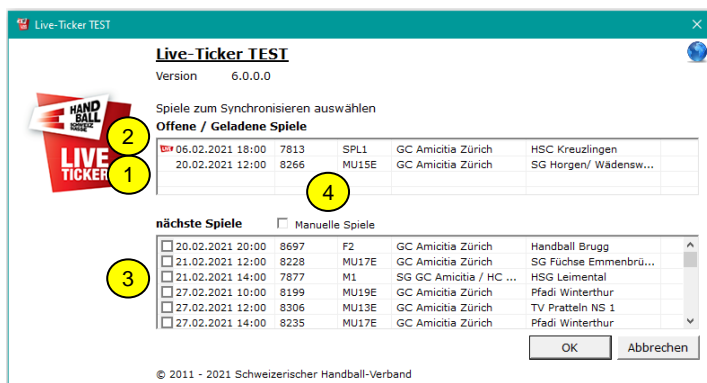 Live-Ticker TEST
Live-Ticker TEST
Version 6.0.0.0
Spiele zum Synchronisieren auswählen
Offene / Geladene Spiele
HAND
BALL
SCHWEIZ
SUISSE
LIVE
TICKER
2
1
LIVE 06.02.2021 18:00 7813 SPL1 GC Amicitia Zürich HSC Kreuzlingen
20.02.2021 12:00 8266 MU15E GC Amicitia Zürich SG Horgen/ Wädensw...
4
nächste Spiele Manuelle Spiele
3
20.02.2021 20:00 8697 F2 GC Amicitia Zürich Handball Brugg
21.02.2021 12:00 8228 MU17E GC Amicitia Zürich SG Füchse Emmenbrü...
21.02.2021 14:00 7877 M1 SG GC Amicitia / HC ... HSG Leimental
27.02.2021 10:00 8199 MU19E GC Amicitia Zürich Pfadi Winterthur
27.02.2021 12:00 8306 MU13E GC Amicitia Zürich TV Pratteln NS 1
27.02.2021 14:00 8235 MU17E GC Amicitia Zürich Pfadi Winterthur
OK Abbrechen
© 2011 - 2021 Schweizerischer Handball-Verband